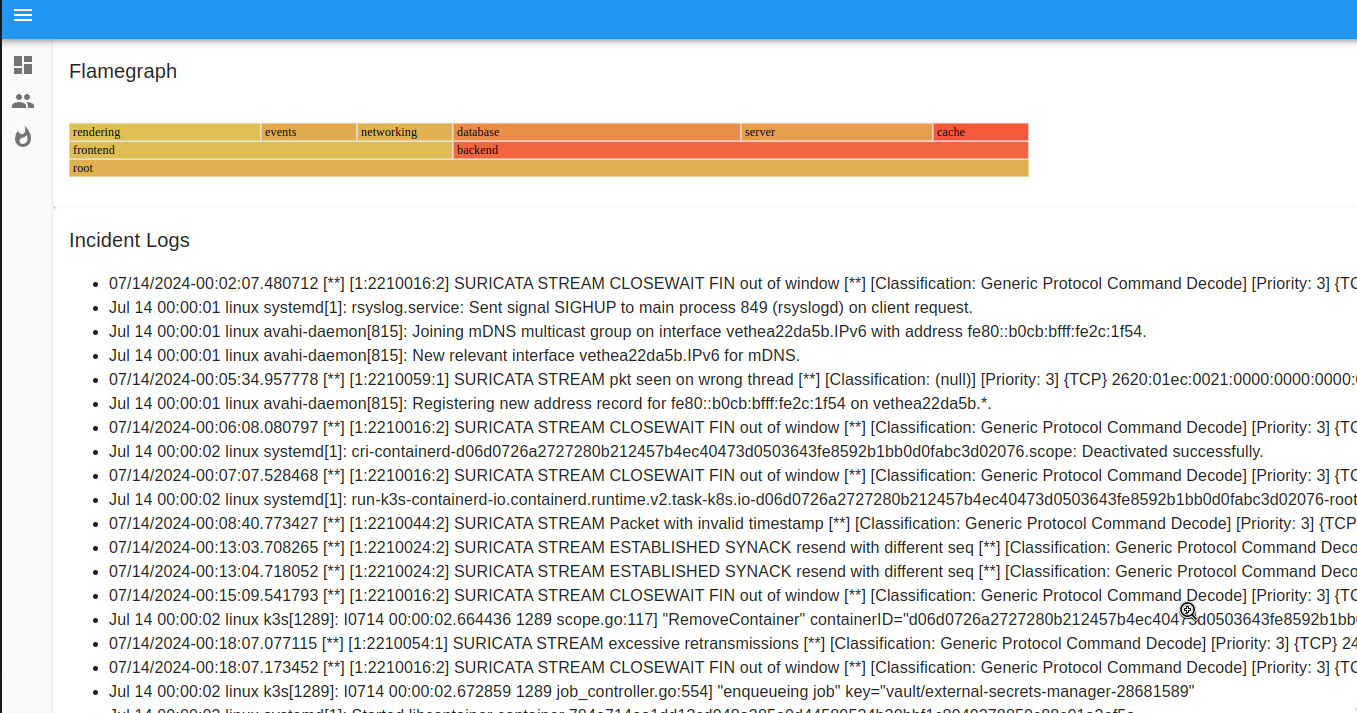 Flamegraph
rendering events networking database server cache
frontend backend
root
Incident Logs
07/14/2024-00:02:07.480712 [**] [1:2210016:2] SURICATA STREAM CLOSEWAIT FIN out of window [**] [Classification: Generic Protocol Command Decode] [Priority: 3] {TC
Jul 14 00:00:01 linux systemd[1]: rsyslog.service: Sent signal SIGHUP to main process 849 (rsyslogd) on client request.
Jul 14 00:00:01 linux avahi-daemon[815]: Joining mDNS multicast group on interface vethea22da5b.IPv6 with address fe80::b0cb:bfff:fe2c:1f54.
Jul 14 00:00:01 linux avahi-daemon[815]: New relevant interface vethea22da5b.IPv6 for mDNS.
07/14/2024-00:05:34.957778 [**] [1:2210059:1] SURICATA STREAM pkt seen on wrong thread [**] [Classification: (null)] [Priority: 3] {TCP} 2620:01ec:0021:0000:0000:0000:
Jul 14 00:00:01 linux avahi-daemon[815]: Registering new address record for fe80::b0cb:bfff:fe2c:1f54 on vethea22da5b.*.
07/14/2024-00:06:08.080797 [**] [1:2210016:2] SURICATA STREAM CLOSEWAIT FIN out of window [**] [Classification: Generic Protocol Command Decode] [Priority: 3] {TC
Jul 14 00:00:02 linux systemd[1]: cri-containerd-d06d0726a2727280b212457b4ec40473d0503643fe8592b1bb0d0fabc3d02076.scope: Deactivated successfully.
07/14/2024-00:07:07.528468 [**] [1:2210016:2] SURICATA STREAM CLOSEWAIT FIN out of window [**] [Classification: Generic Protocol Command Decode] [Priority: 3] {TC
Jul 14 00:00:02 linux systemd[1]: run-k3s-containerd-io.containerd.runtime.v2.task-k8s.io-d06d0726a2727280b212457b4ec40473d0503643fe8592b1bb0d0fabc3d02076-root
07/14/2024-00:08:40.773427 [**] [1:2210044:2] SURICATA STREAM Packet with invalid timestamp [**] [Classification: Generic Protocol Command Decode] [Priority: 3] {TCP
07/14/2024-00:13:03.708265 [**] [1:2210024:2] SURICATA STREAM ESTABLISHED SYNACK resend with different seq [**] [Classification: Generic Protocol Command Deco
07/14/2024-00:13:04.718052 [**] [1:2210024:2] SURICATA STREAM ESTABLISHED SYNACK resend with different seq [**] [Classification: Generic Protocol Command Deco
07/14/2024-00:15:09.541793 [**] [1:2210016:2] SURICATA STREAM CLOSEWAIT FIN out of window [**] [Classification: Generic Protocol Command Decode] [Priority: 3] {TC
Jul 14 00:00:02 linux k3s[1289]: I0714 00:00:02.664436 1289 scope.go:117] "RemoveContainer" containerID="d06d0726a2727280b212457b4ec40473d0503643fe8592b1bb
07/14/2024-00:18:07.077115 [**] [1:2210054:1] SURICATA STREAM excessive retransmissions [**] [Classification: Generic Protocol Command Decode] [Priority: 3] {TCP} 24
07/14/2024-00:18:07.173452 [**] [1:2210016:2] SURICATA STREAM CLOSEWAIT FIN out of window [**] [Classification: Generic Protocol Command Decode] [Priority: 3] {TC
Jul 14 00:00:02 linux k3s[1289]: I0714 00:00:02.672859 1289 job_controller.go:554] "enqueueing job" key="vault/external-secrets-manager-28681589"